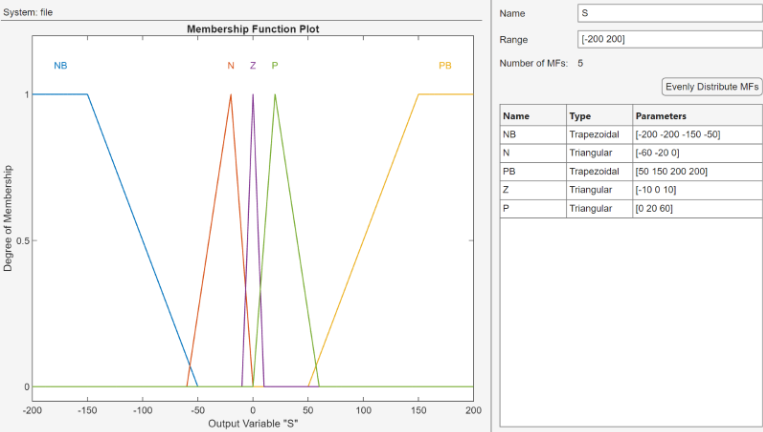 System: file
Membership Function Plot
NB N Z P PB
1
0.5
0
Degree of Membership
-200 -150 -100 -50 0 50 100 150 200
Output Variable "S"
Name S
Range [-200 200]
Number of MFs: 5
Evenly Distribute MFs
Name Type Parameters
NB Trapezoidal [-200 -200 -150 -50]
N Triangular [-60 -20 0]
PB Trapezoidal [50 150 200 200]
Z Triangular [-10 0 10]
P Triangular [0 20 60]